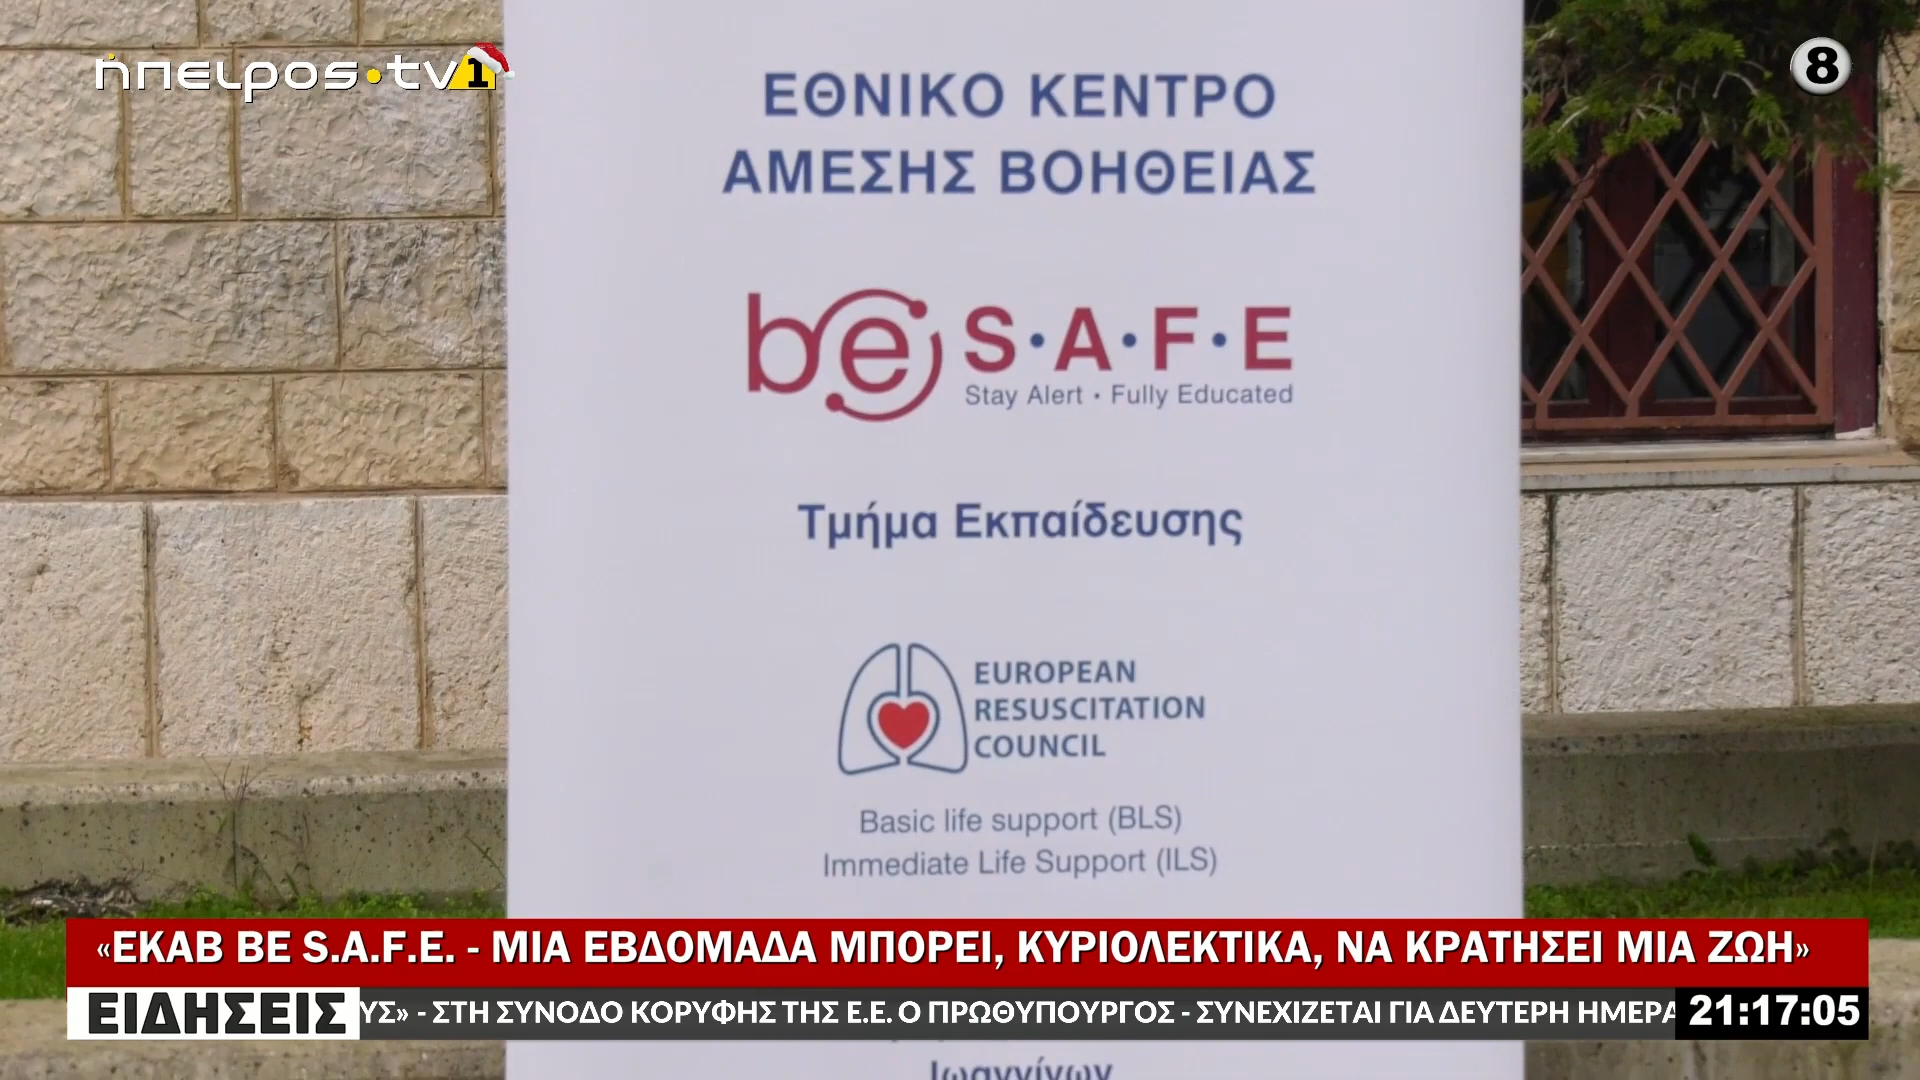 ήπειρος•tv1
8
ΕΘΝΙΚΟ ΚΕΝΤΡΟ
ΑΜΕΣΗΣ ΒΟΗΘΕΙΑΣ
be S•A•F•E
Stay Alert • Fully Educated
Τμήμα Εκπαίδευσης
EUROPEAN
RESUSCITATION
COUNCIL
Basic life support (BLS)
Immediate Life Support (ILS)
«ΕΚΑΒ BE S.A.F.E. - ΜΙΑ ΕΒΔΟΜΑΔΑ ΜΠΟΡΕΙ, ΚΥΡΙΟΛΕΚΤΙΚΑ, ΝΑ ΚΡΑΤΗΣΕΙ ΜΙΑ ΖΩΗ»
ΕΙΔΗΣΕΙΣ ΥΣ» - ΣΤΗ ΣΥΝΟΔΟ ΚΟΡΥΦΗΣ ΤΗΣ Ε.Ε. Ο ΠΡΩΘΥΠΟΥΡΓΟΣ - ΣΥΝΕΧΙΖΕΤΑΙ ΓΙΑ ΔΕΥΤΕΡΗ ΗΜΕΡΑ 21:17:05
Ιωαννίνων